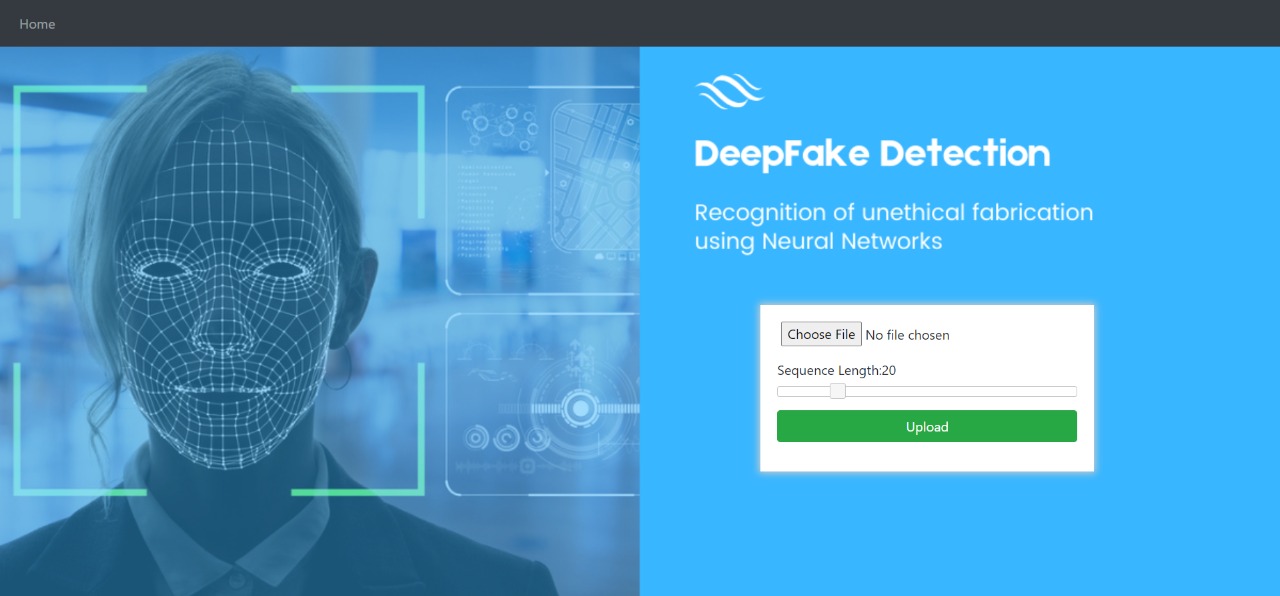 Home
DeepFake Detection
Recognition of unethical fabrication
using Neural Networks
Choose File No file chosen
Sequence Length:20
Upload